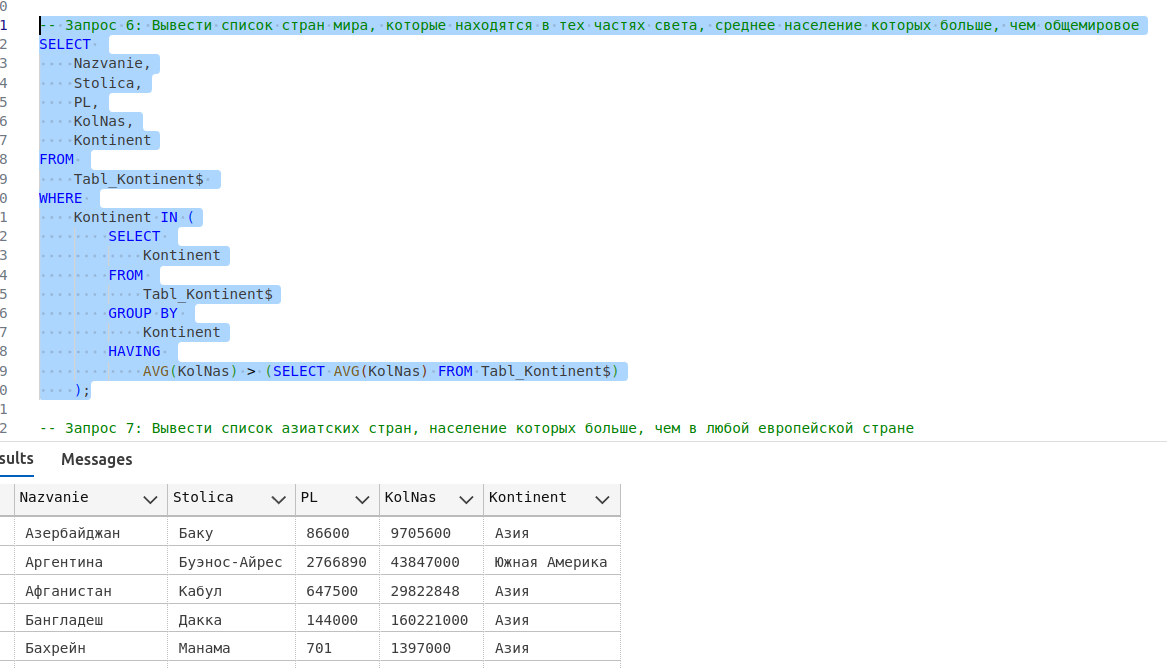 0
1 -- Запрос 6: Вывести список стран мира, которые находятся в тех частях света, среднее население которых больше, чем общемировое
2 SELECT
3 Nazvanie,
4 Stolica,
5 PL,
6 KolNas,
7 Kontinent
8 FROM
9 Tabl_Kontinent$
0 WHERE
1 Kontinent IN (
2 SELECT
3 Kontinent
4 FROM
5 Tabl_Kontinent$
6 GROUP BY
7 Kontinent
8 HAVING
9 AVG(KolNas) > (SELECT AVG(KolNas) FROM Tabl_Kontinent$)
0 );
1
2 -- Запрос 7: Вывести список азиатских стран, население которых больше, чем в любой европейской стране
sults Messages
Nazvanie Stolica PL KolNas Kontinent
Азербайджан Баку 86600 9705600 Азия
Аргентина Буэнос-Айрес 2766890 43847000 Южная Америка
Афганистан Кабул 647500 29822848 Азия
Бангладеш Дакка 144000 160221000 Азия
Бахрейн Манама 701 1397000 Азия